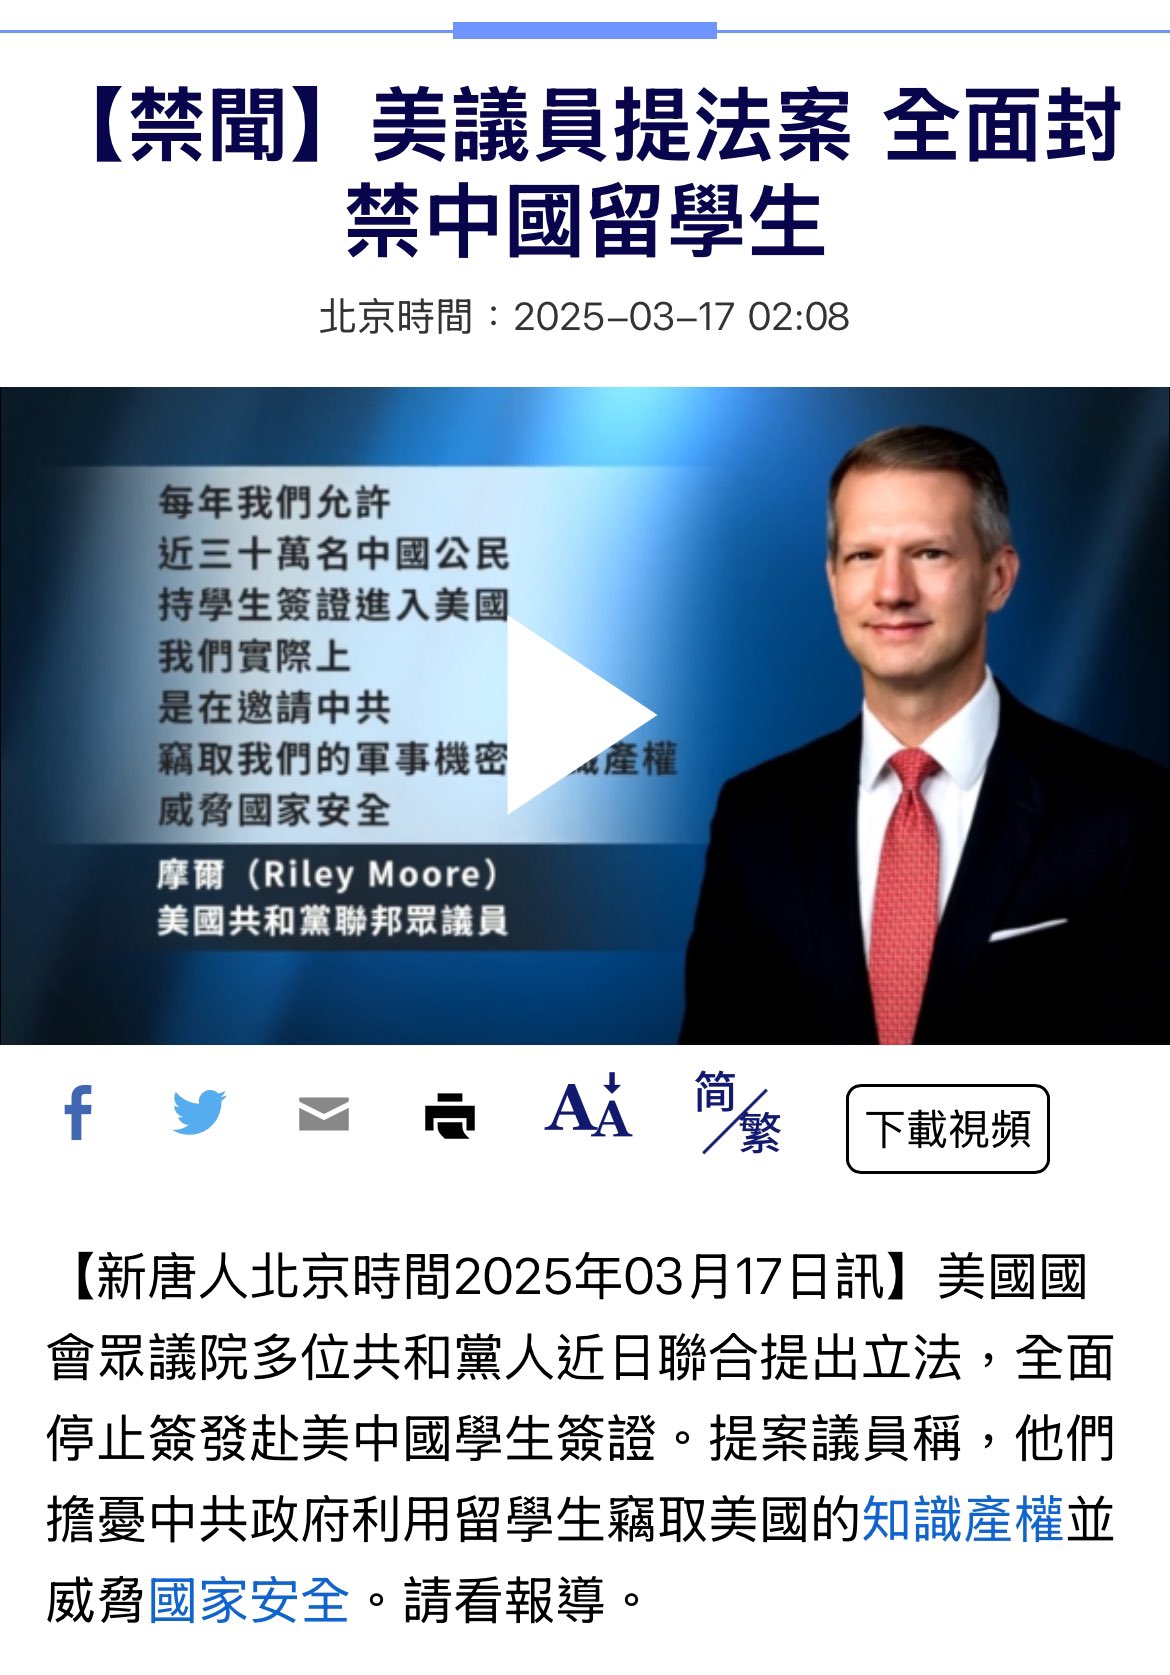 【禁聞】美議員提法案 全面封
禁中國留學生
北京時間：2025-03-17 02:08
每年我們允許
近三十萬名中國公民
持學生簽證進入美國
我們實際上
是在邀請中共
竊取我們的軍事機密 產權
威脅國家安全
摩爾（Riley Moore）
美國共和黨聯邦眾議員
AA
简/繁
下載視頻
【新唐人北京時間2025年03月17日訊】美國國
會眾議院多位共和黨人近日聯合提出立法，全面
停止簽發赴美中國學生簽證。提案議員稱，他們
擔憂中共政府利用留學生竊取美國的知識產權並
威脅國家安全。請看報導。